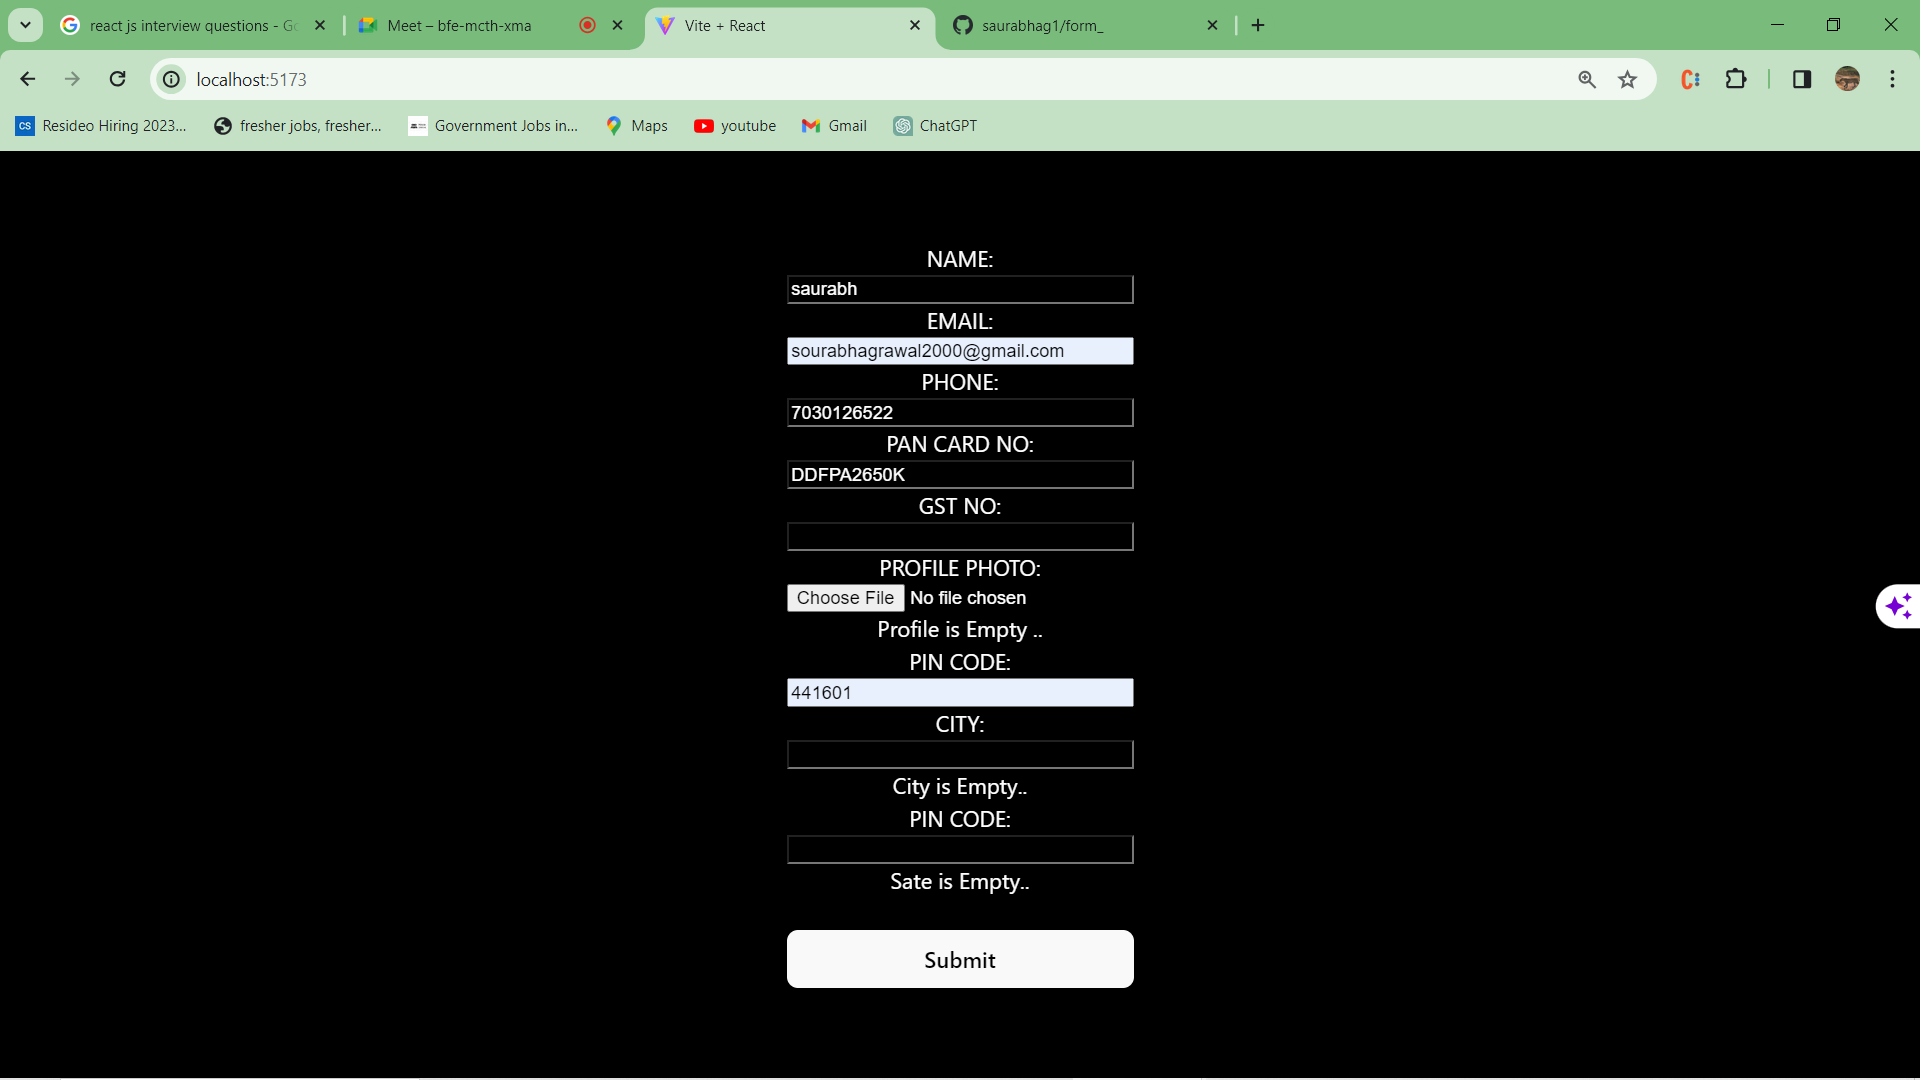 react js interview questions - Go
Meet – bfe-mcth-xma
Vite + React
saurabhag1/form_
localhost:5173
CS Resideo Hiring 2023...
fresher jobs, fresher...
Government Jobs in...
Maps
youtube
Gmail
ChatGPT
NAME:
saurabh
EMAIL:
sourabhagrawal2000@gmail.com
PHONE:
7030126522
PAN CARD NO:
DDFPA2650K
GST NO:
PROFILE PHOTO:
Choose File No file chosen
Profile is Empty ..
PIN CODE:
441601
CITY:
City is Empty..
PIN CODE:
Sate is Empty..
Submit